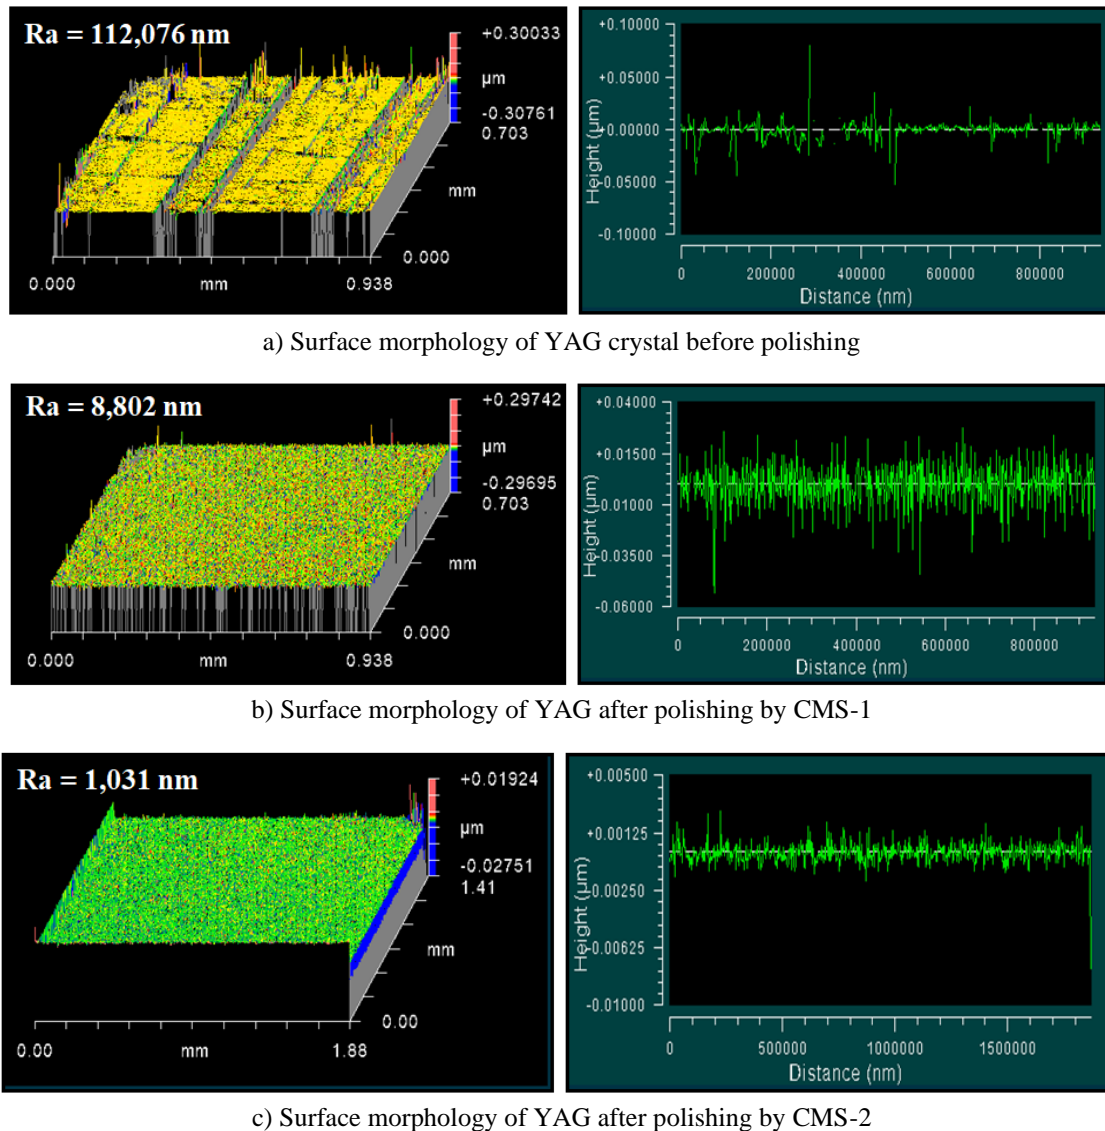 Ra = 112,076 nm
+0.30033
µm
-0.30761
0.703
mm
0.000
0.000
mm
0.938
+0.10000
+0.05000
+0.00000
-0.05000
-0.10000
Height (µm)
0
200000
400000
600000
800000
Distance (nm)
a) Surface morphology of YAG crystal before polishing
Ra = 8,802 nm
+0.29742
µm
-0.29695
0.703
mm
0.000
0.000
mm
0.938
+0.04000
+0.01500
-0.01000
-0.03500
-0.06000
Height (µm)
0
200000
400000
600000
800000
Distance (nm)
b) Surface morphology of YAG after polishing by CMS-1
Ra = 1,031 nm
+0.01924
µm
-0.02751
1.41
mm
0.00
0.00
mm
1.88
+0.00500
+0.00125
-0.00250
-0.00625
-0.01000
Height (µm)
0
500000
1000000
1500000
Distance (nm)
c) Surface morphology of YAG after polishing by CMS-2